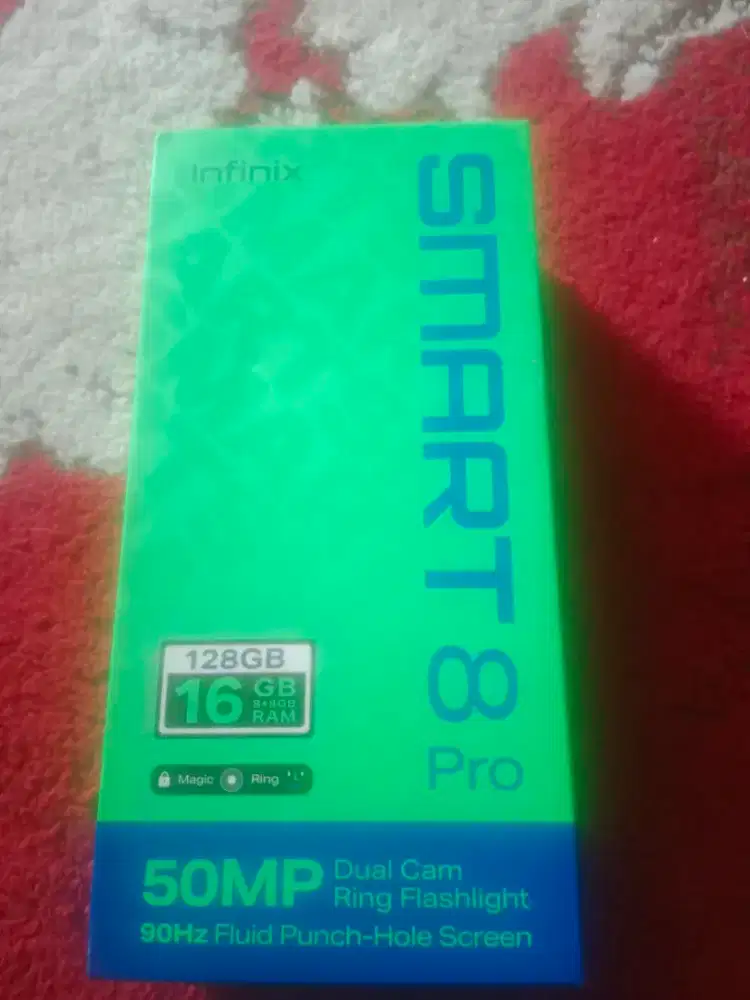 Infinix
SMART 8
Pro
128GB
16 GB
8+8GB
RAM
Magic Ring
50MP Dual Cam
Ring Flashlight
90Hz Fluid Punch-Hole Screen